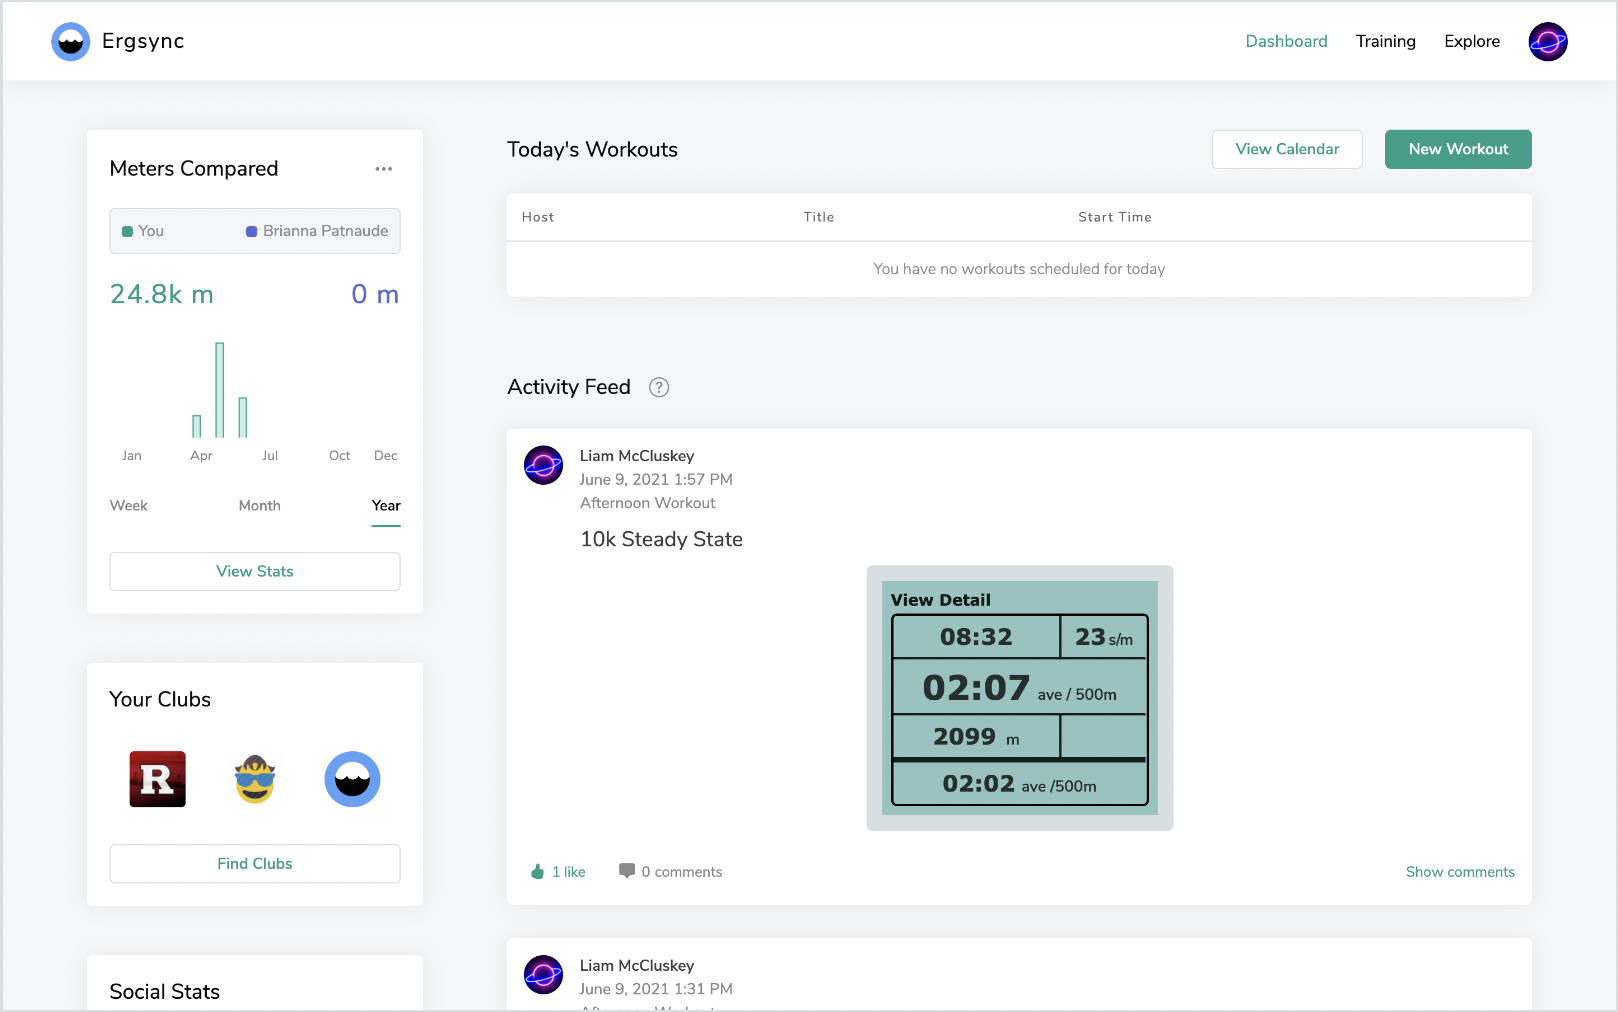 Ergsync
Dashboard Training Explore
Meters Compared
You Brianna Patnaude
24.8k m 0 m
Jan Apr Jul Oct Dec
Week Month Year
View Stats
Your Clubs
R
Find Clubs
Social Stats
Today's Workouts
View Calendar New Workout
Host Title Start Time
You have no workouts scheduled for today
Activity Feed ?
Liam McCluskey
June 9, 2021 1:57 PM
Afternoon Workout
10k Steady State
View Detail
08:32 23 s/m
02:07 ave / 500m
2099 m
02:02 ave /500m
1 like 0 comments Show comments
Liam McCluskey
June 9, 2021 1:31 PM